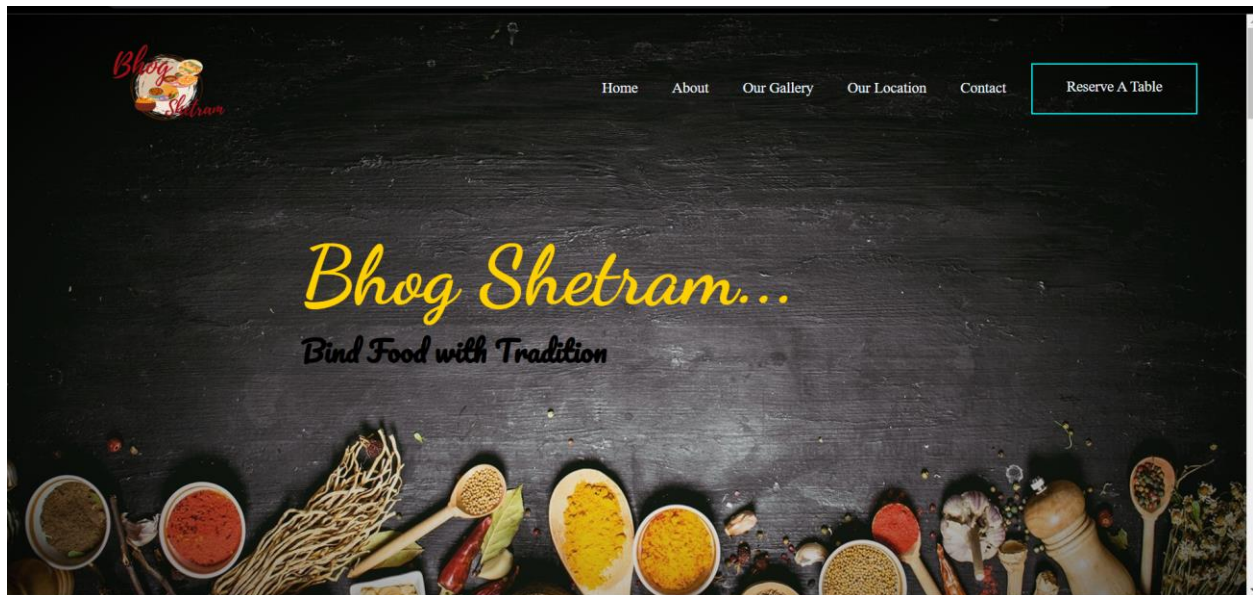 Bhog
Shetram
Home About Our Gallery Our Location Contact Reserve A Table
Bhog Shetram...
Bind Food with Tradition